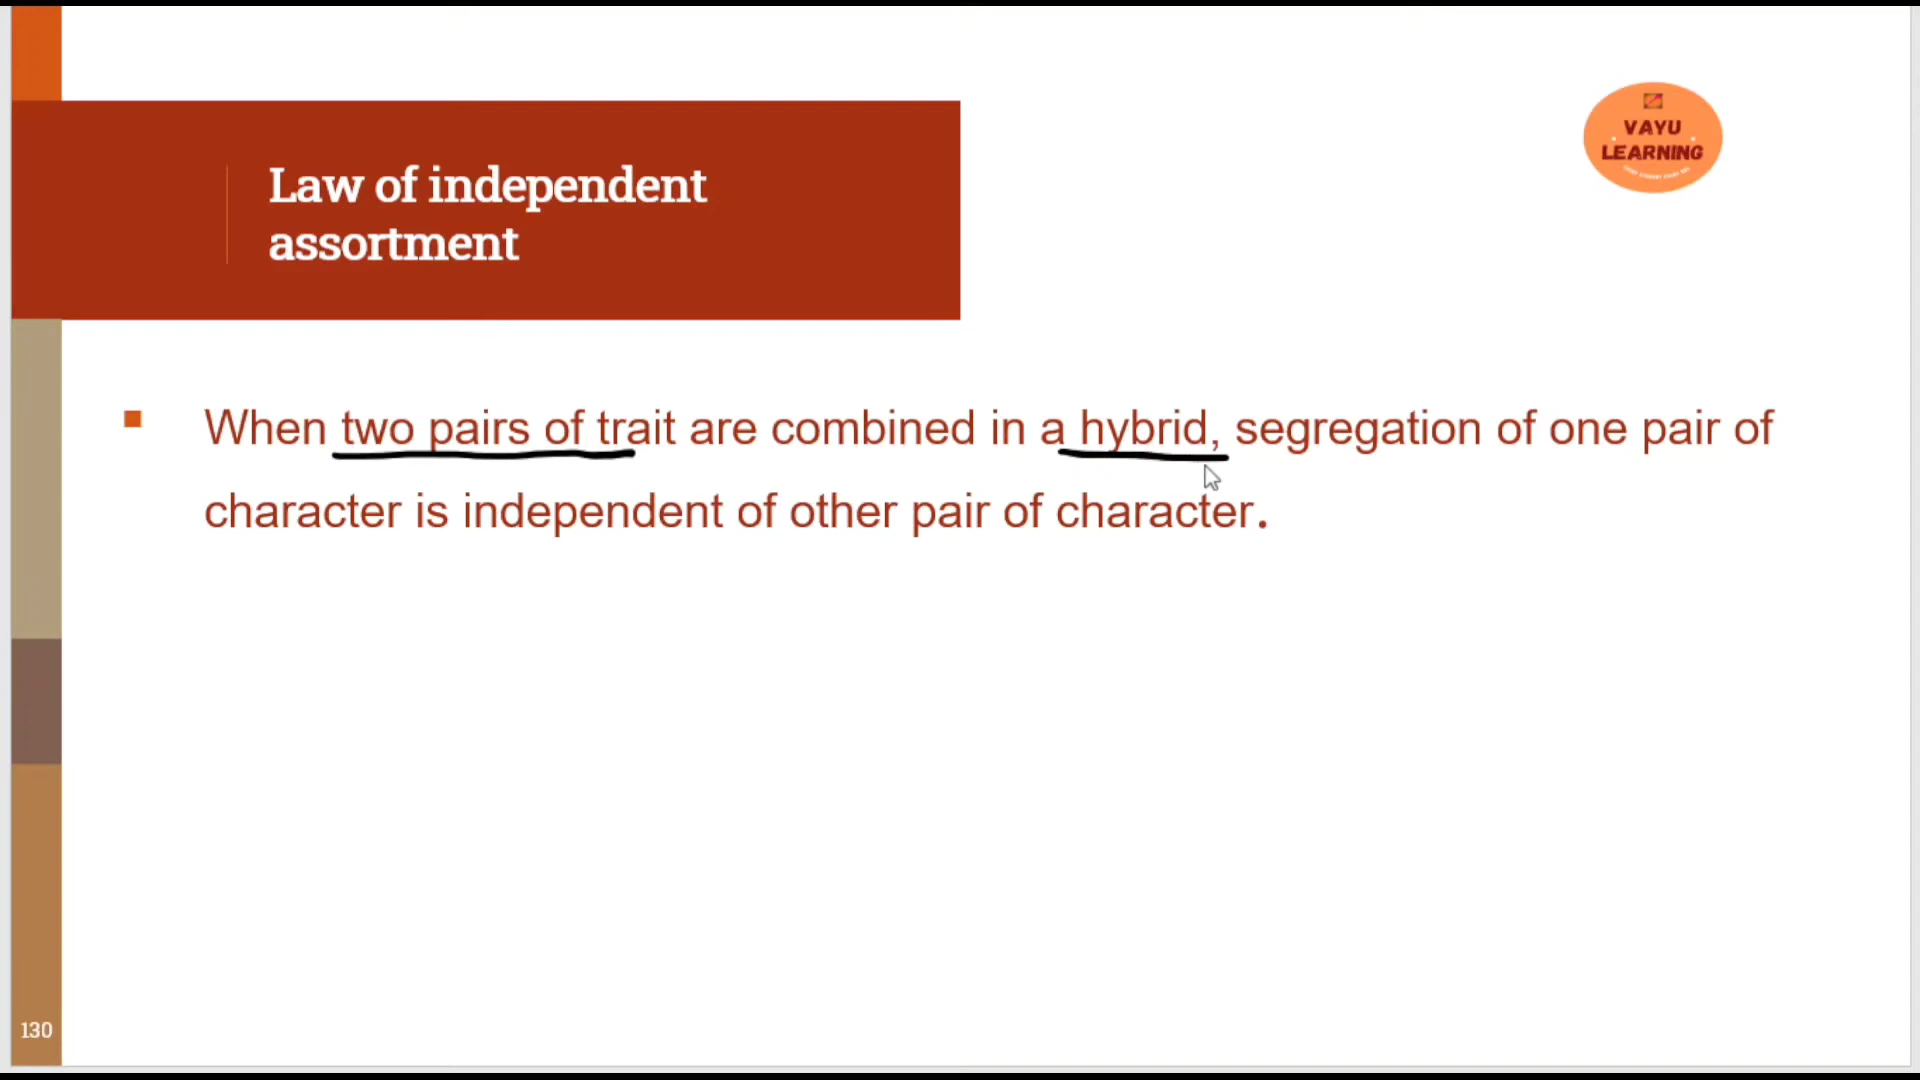 VAYU
LEARNING
Law of independent
assortment
When two pairs of trait are combined in a hybrid, segregation of one pair of
character is independent of other pair of character.
130